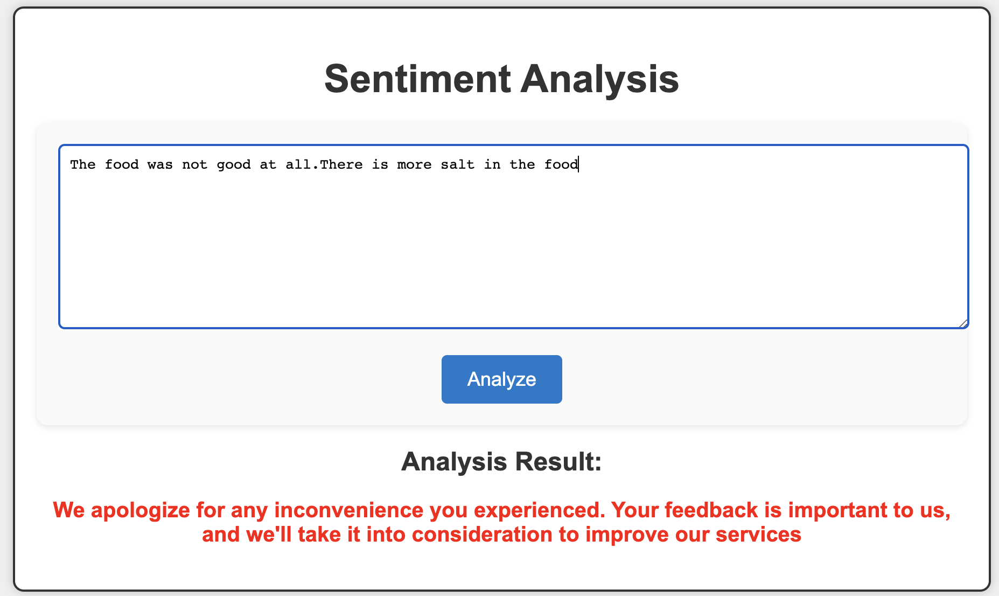 Sentiment Analysis
The food was not good at all.There is more salt in the food
Analyze
Analysis Result:
We apologize for any inconvenience you experienced. Your feedback is important to us,
and we'll take it into consideration to improve our services